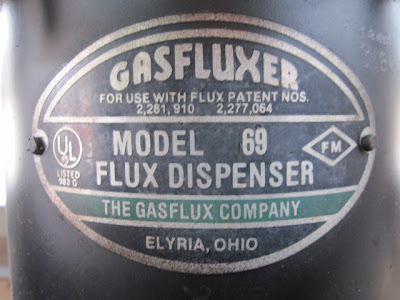 GASFLUXER
FOR USE WITH FLUX PATENT NOS.
2,281,910 2,277,064
MODEL 69
UL
LISTED
983 G
FM
FLUX DISPENSER
THE GASFLUX COMPANY
ELYRIA, OHIO